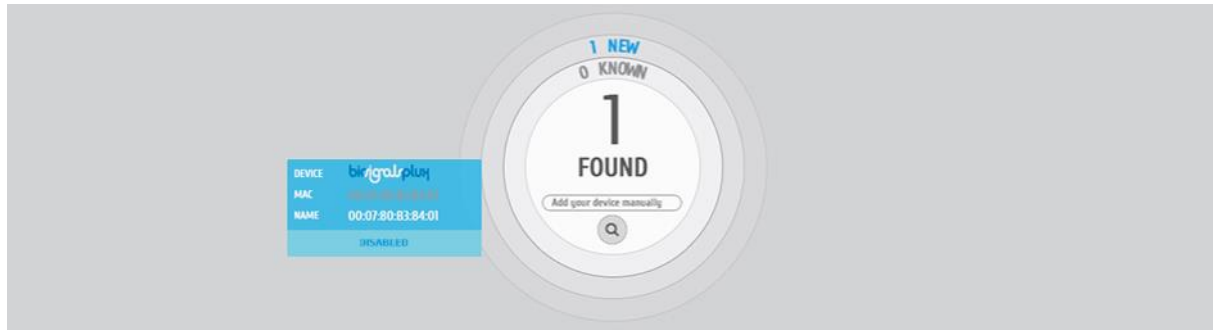 1 NEW
0 KNOWN
1
FOUND
Add your device manually
DEVICE biosignalsplux
MAC
NAME 00:07:80:B3:84:01
DISABLED